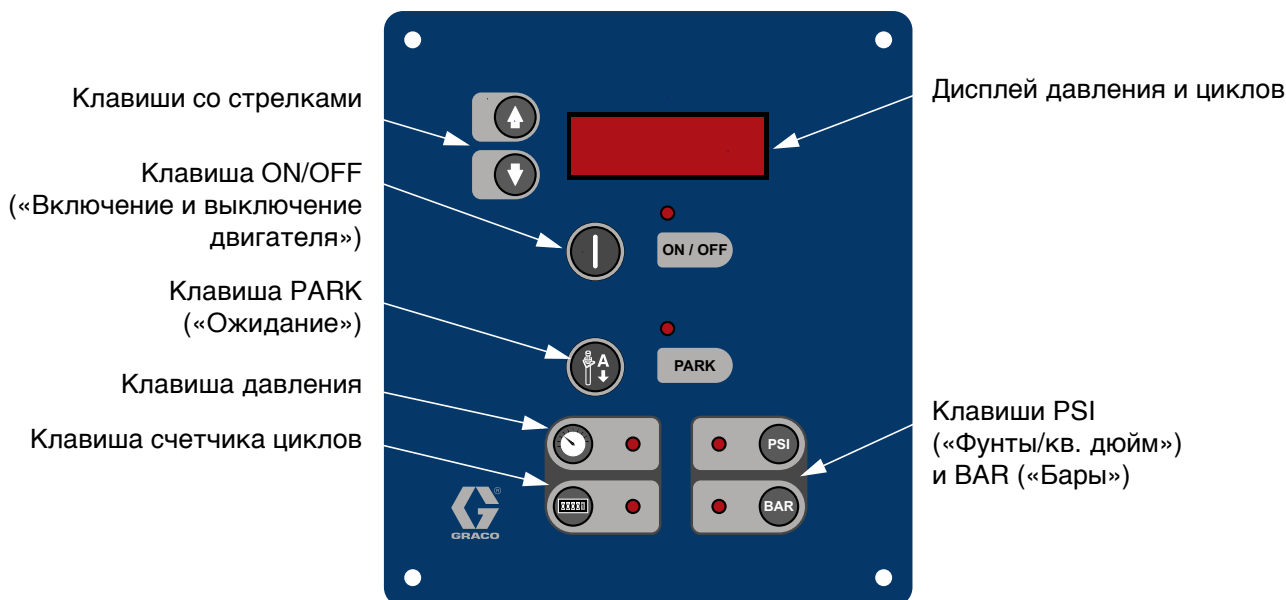 Клавиши со стрелками
Клавиша ON/OFF
(«Включение и выключение
двигателя»)
Клавиша PARK
(«Ожидание»)
Клавиша давления
Клавиша счетчика циклов
Дисплей давления и циклов
ON / OFF
A
PARK
PSI
BAR
®
GRACO
Клавиши PSI
(«Фунты/кв. дюйм»)
и BAR («Бары»)